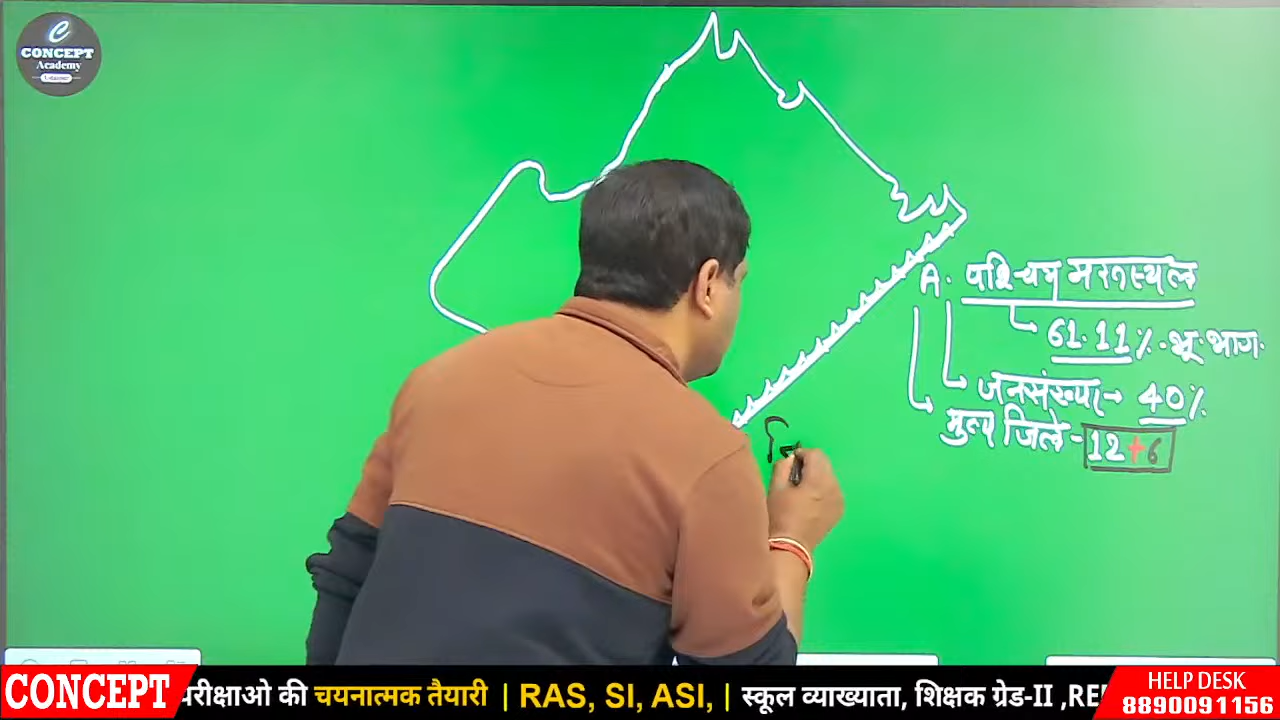 e
CONCEPT
Academy
A. पश्चिम मरुस्थल
61.11% भू भाग.
जनसंख्या → 40%
मुख्य जिले - 12+6
CONCEPT
परीक्षाओ की चयनात्मक तैयारी | RAS, SI, ASI, | स्कूल व्याख्याता, शिक्षक ग्रेड-II ,RE
HELP DESK
8890091156